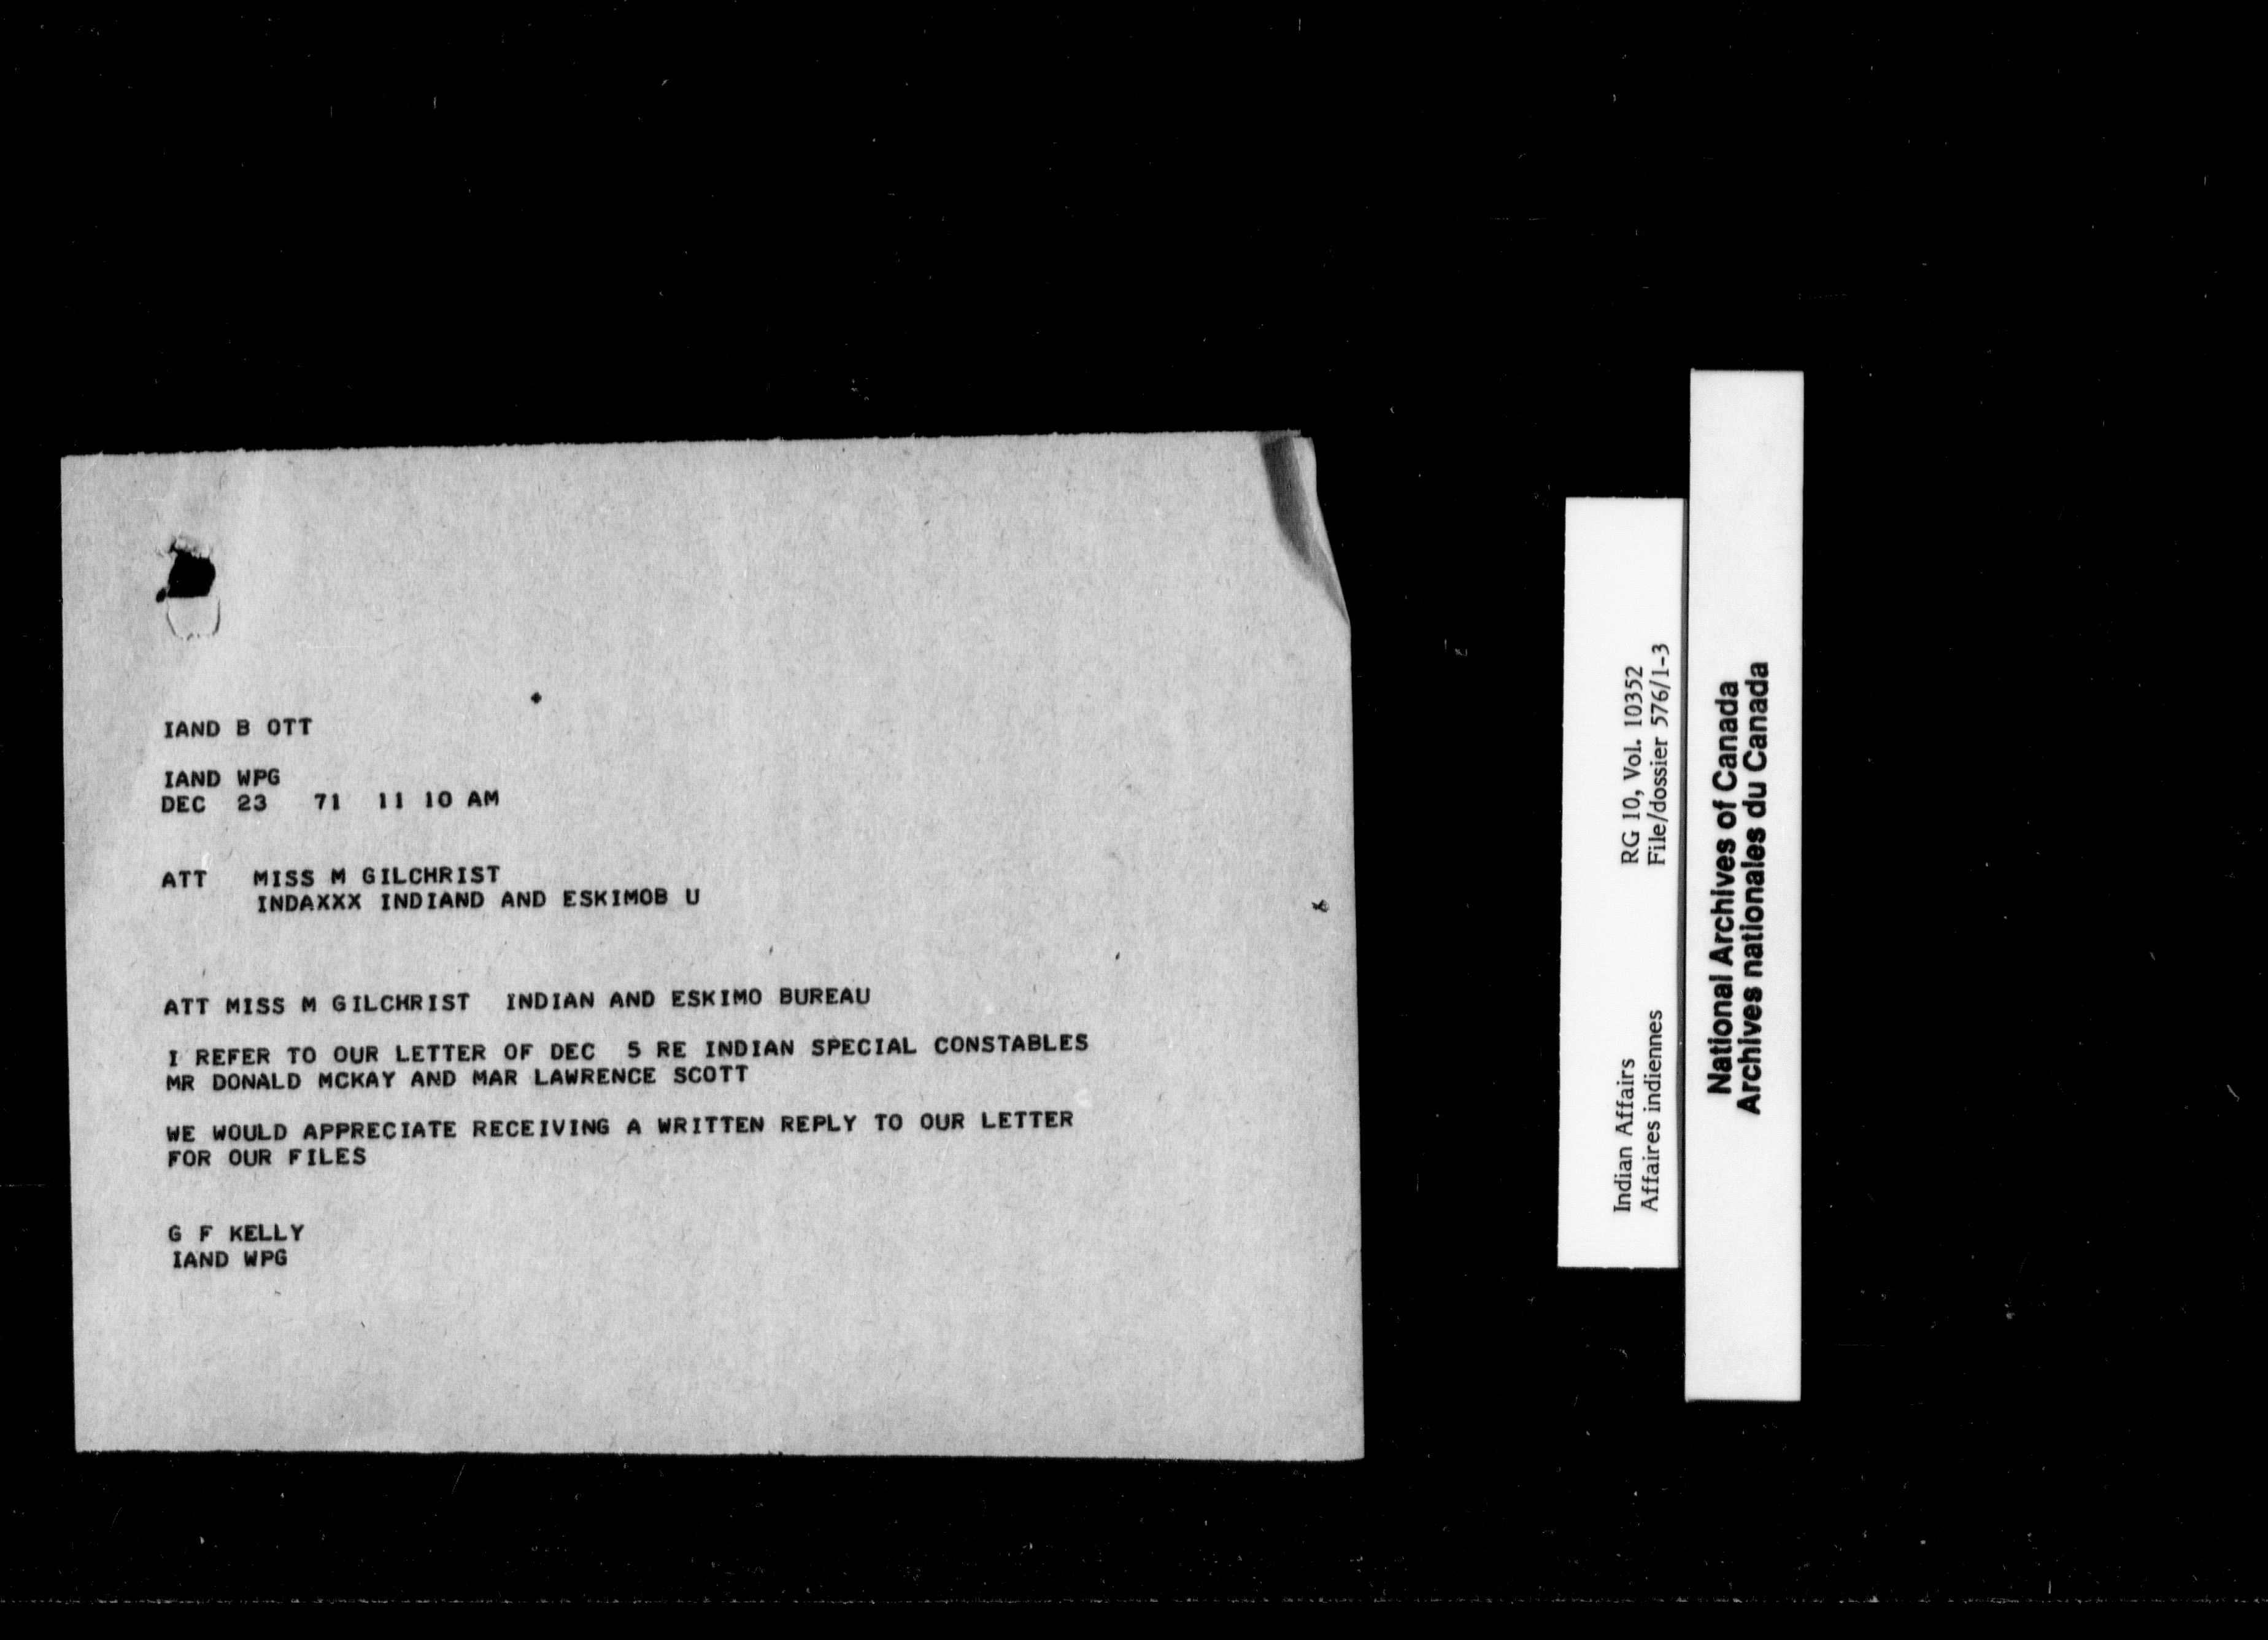 IAND B OTT
IAND WPG
DEC 23 71 11 10 AM
ATT MISS M GILCHRIST
INDAXXX INDIAND AND ESKIMOB U
ATT MISS M GILCHRIST INDIAN AND ESKIMO BUREAU
I REFER TO OUR LETTER OF DEC 5 RE INDIAN SPECIAL CONSTABLES
MR DONALD MCKAY AND MAR LAWRENCE SCOTT
WE WOULD APPRECIATE RECEIVING A WRITTEN REPLY TO OUR LETTER
FOR OUR FILES
G F KELLY
IAND WPG
Indian Affairs RG 10, Vol. 10352
Affaires indiennes File/dossier 576/1-3
National Archives of Canada
Archives nationales du Canada